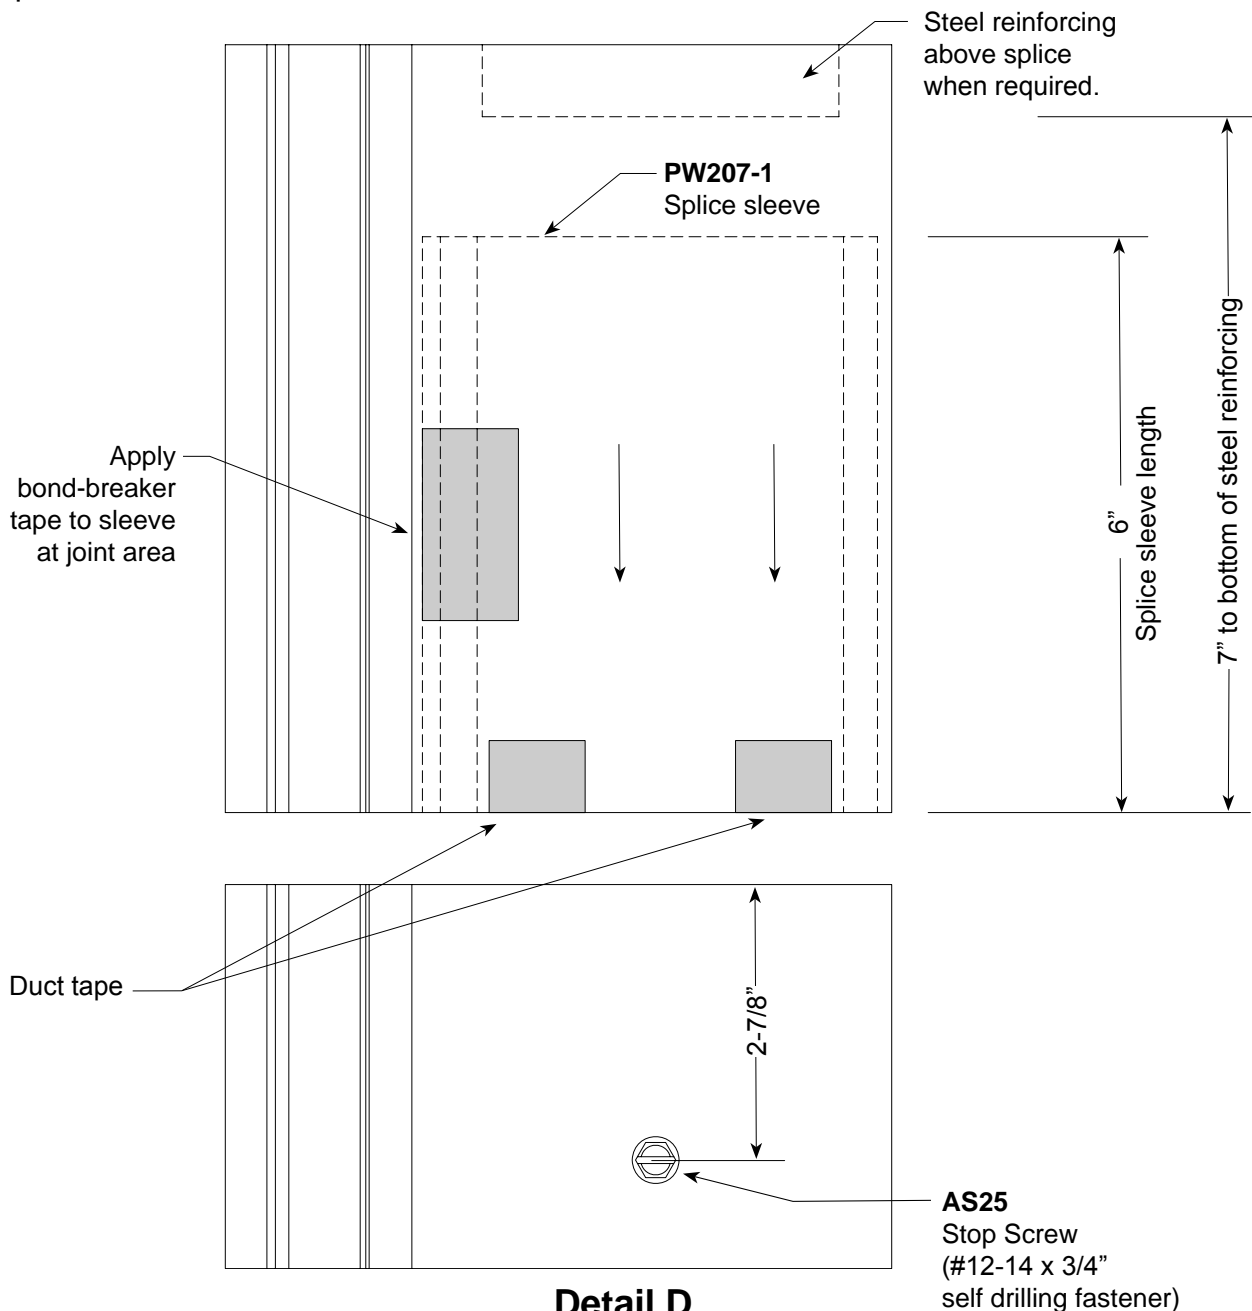 Steel reinforcing
above splice
when required.
PW207-1
Splice sleeve
Apply
bond-breaker
tape to sleeve
at joint area
6”
Splice sleeve length
7” to bottom of steel reinforcing
Duct tape
2-7/8”
AS25
Stop Screw
(#12-14 x 3/4”
self drilling fastener)
Detail D